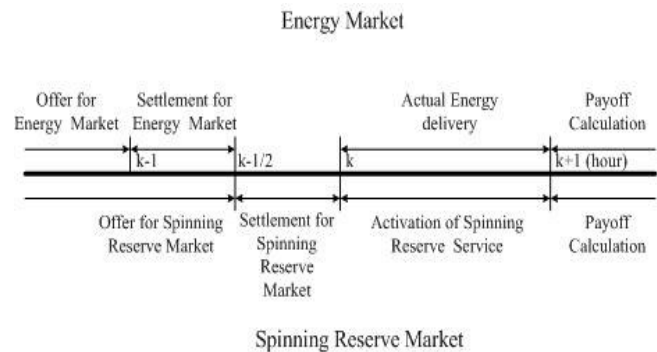 Energy Market
Offer for
Energy Market
Settlement for
Energy Market
Actual Energy
delivery
Payoff
Calculation
k-1
k-1/2
k
k+1 (hour)
Offer for Spinning
Reserve Market
Settlement for
Spinning
Reserve
Market
Activation of Spinning
Reserve Service
Payoff
Calculation
Spinning Reserve Market